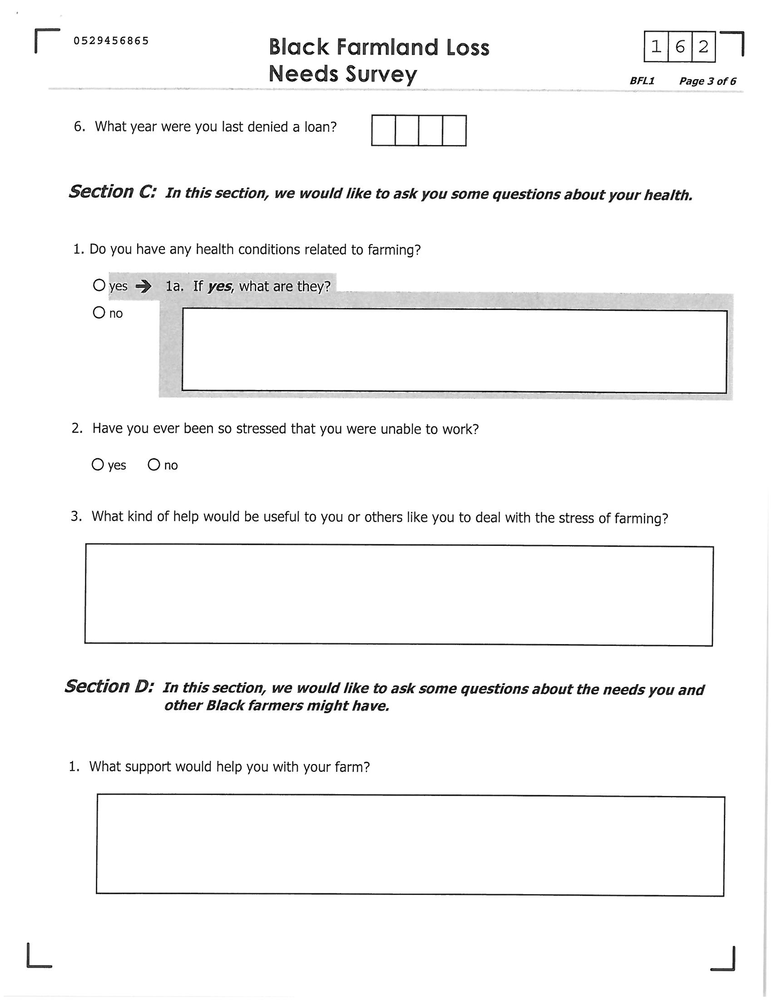 0529456865
Black Farmland Loss
Needs Survey
162
BFL1 Page 3 of 6
6. What year were you last denied a loan?
Section C: In this section, we would like to ask you some questions about your health.
1. Do you have any health conditions related to farming?
yes ➔ 1a. If yes, what are they?
no
2. Have you ever been so stressed that you were unable to work?
yes no
3. What kind of help would be useful to you or others like you to deal with the stress of farming?
Section D: In this section, we would like to ask some questions about the needs you and
other Black farmers might have.
1. What support would help you with your farm?